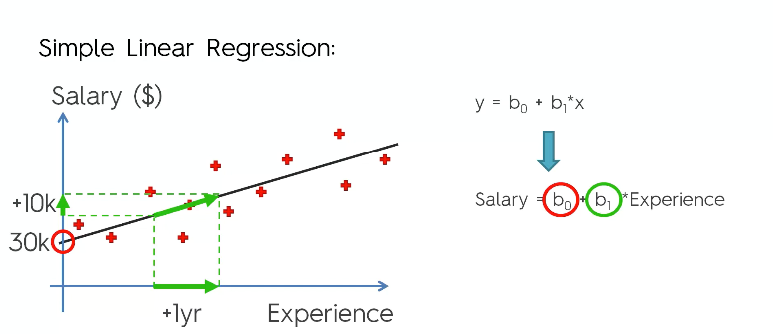 Simple Linear Regression:
Salary ($)
+10k
30k
+1yr
Experience
y = b₀ + b₁*x
Salary = b₀ + b₁ *Experience